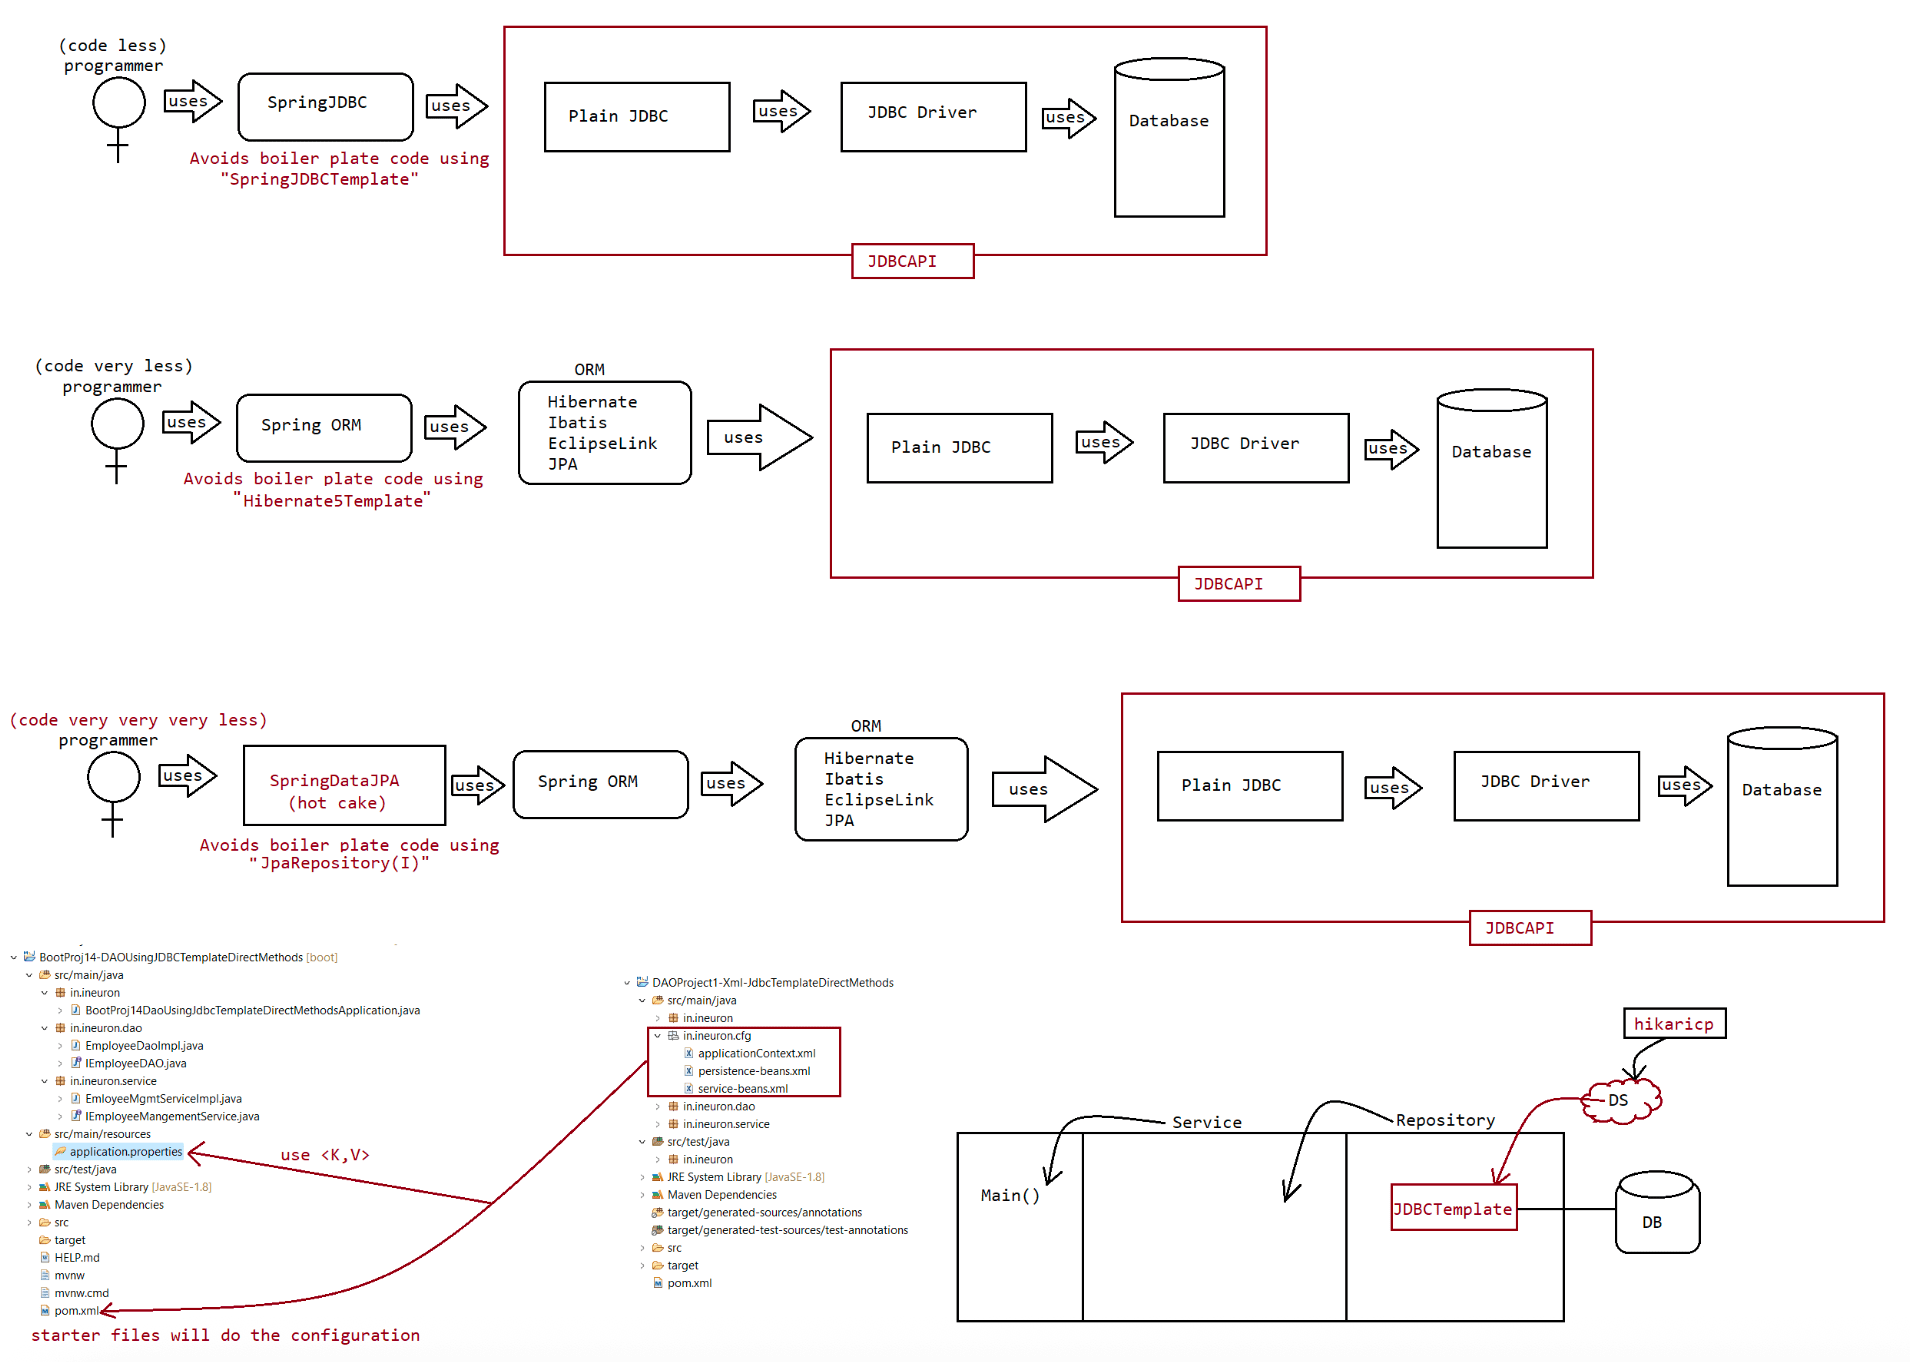 (code less)
programmer
uses
SpringJDBC
uses
Plain JDBC
uses
JDBC Driver
uses
Database
Avoids boiler plate code using
"SpringJDBCTemplate"
JDBCAPI
(code very less)
programmer
uses
Spring ORM
uses
ORM
Hibernate
Ibatis
EclipseLink
JPA
uses
Plain JDBC
uses
JDBC Driver
uses
Database
Avoids boiler plate code using
"Hibernate5Template"
JDBCAPI
(code very very very less)
programmer
uses
SpringDataJPA
(hot cake)
uses
Spring ORM
uses
ORM
Hibernate
Ibatis
EclipseLink
JPA
uses
Plain JDBC
uses
JDBC Driver
uses
Database
Avoids boiler plate code using
"JpaRepository(I)"
JDBCAPI
BootProj14-DAOUsingJDBCTemplateDirectMethods [boot]
src/main/java
in.ineuron
BootProj14DaoUsingJdbcTemplateDirectMethodsApplication.java
in.ineuron.dao
EmployeeDaoImpl.java
IEmployeeDAO.java
in.ineuron.service
EmloyeeMgmtServiceImpl.java
IEmployeeMangementService.java
src/main/resources
application.properties
src/test/java
JRE System Library [JavaSE-1.8]
Maven Dependencies
src
target
HELP.md
mvnw
mvnw.cmd
pom.xml
starter files will do the configuration
use <K,V>
DAOProject1-Xml-JdbcTemplateDirectMethods
src/main/java
in.ineuron
in.ineuron.cfg
applicationContext.xml
persistence-beans.xml
service-beans.xml
in.ineuron.dao
in.ineuron.service
src/test/java
in.ineuron
JRE System Library [JavaSE-1.8]
Maven Dependencies
target/generated-sources/annotations
target/generated-test-sources/test-annotations
src
target
pom.xml
hikaricp
DS
Service
Repository
Main()
JDBCTemplate
DB